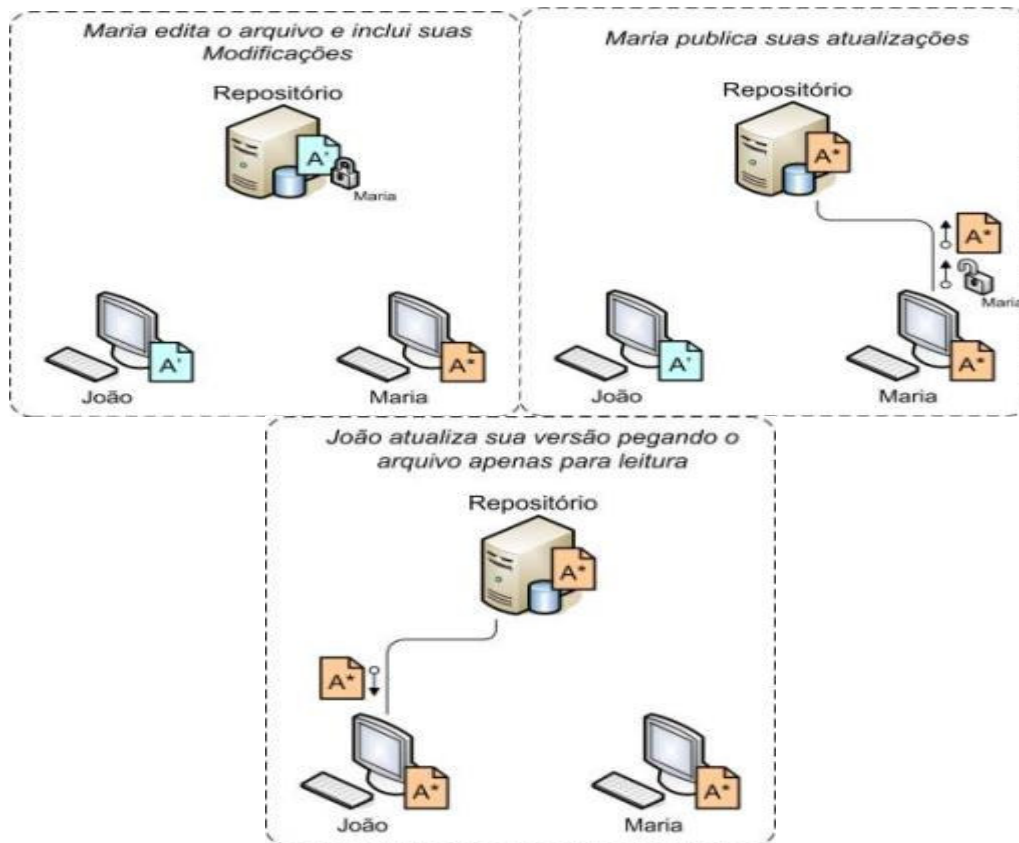 Maria edita o arquivo e inclui suas
Modificações
Repositório
A'
Maria
A'
João
A*
Maria
Maria publica suas atualizações
Repositório
A*
A*
Maria
A'
João
A*
Maria
João atualiza sua versão pegando o
arquivo apenas para leitura
Repositório
A*
A*
A*
João
A*
Maria